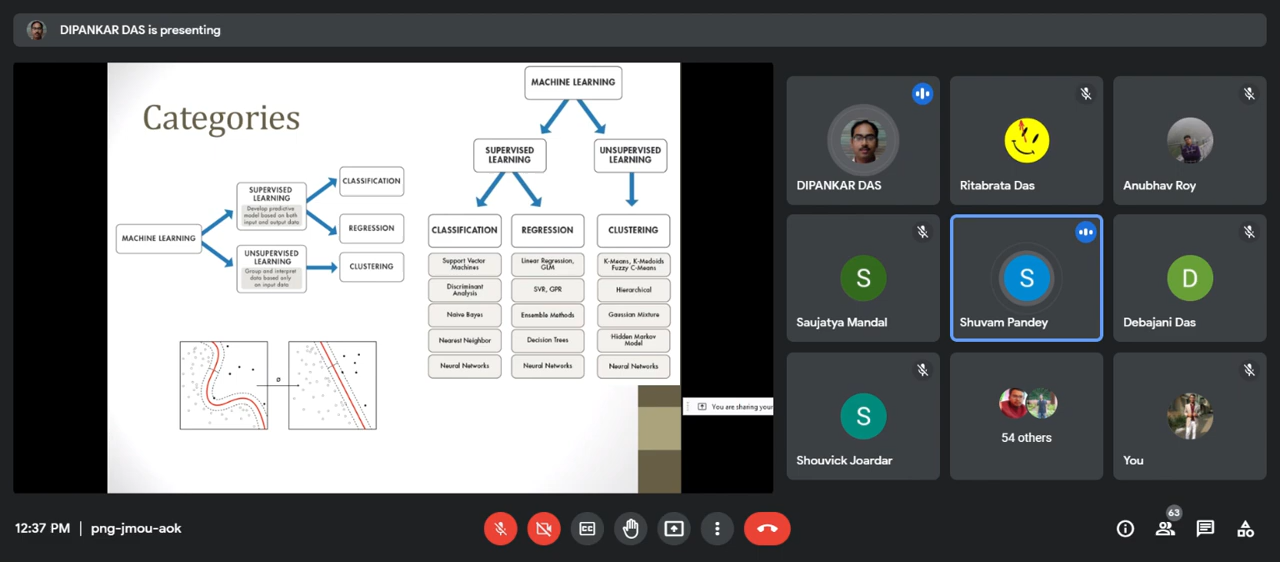 DIPANKAR DAS is presenting
Categories
MACHINE LEARNING
SUPERVISED
LEARNING
Develop predictive
model based on both
input and output data
UNSUPERVISED
LEARNING
Group and interpret
data based only
on input data
CLASSIFICATION
REGRESSION
CLUSTERING
ø
MACHINE LEARNING
SUPERVISED
LEARNING
UNSUPERVISED
LEARNING
CLASSIFICATION
Support Vector
Machines
Discriminant
Analysis
Naive Bayes
Nearest Neighbor
Neural Networks
REGRESSION
Linear Regression,
GLM
SVR, GPR
Ensemble Methods
Decision Trees
Neural Networks
CLUSTERING
K-Means, K-Medoids
Fuzzy C-Means
Hierarchical
Gaussian Mixture
Hidden Markov
Model
Neural Networks
You are sharing your
DIPANKAR DAS
Ritabrata Das
Anubhav Roy
S
Saujatya Mandal
S
Shuvam Pandey
D
Debajani Das
S
Shouvick Joardar
54 others
You
12:37 PM | png-jmou-aok
CC
63